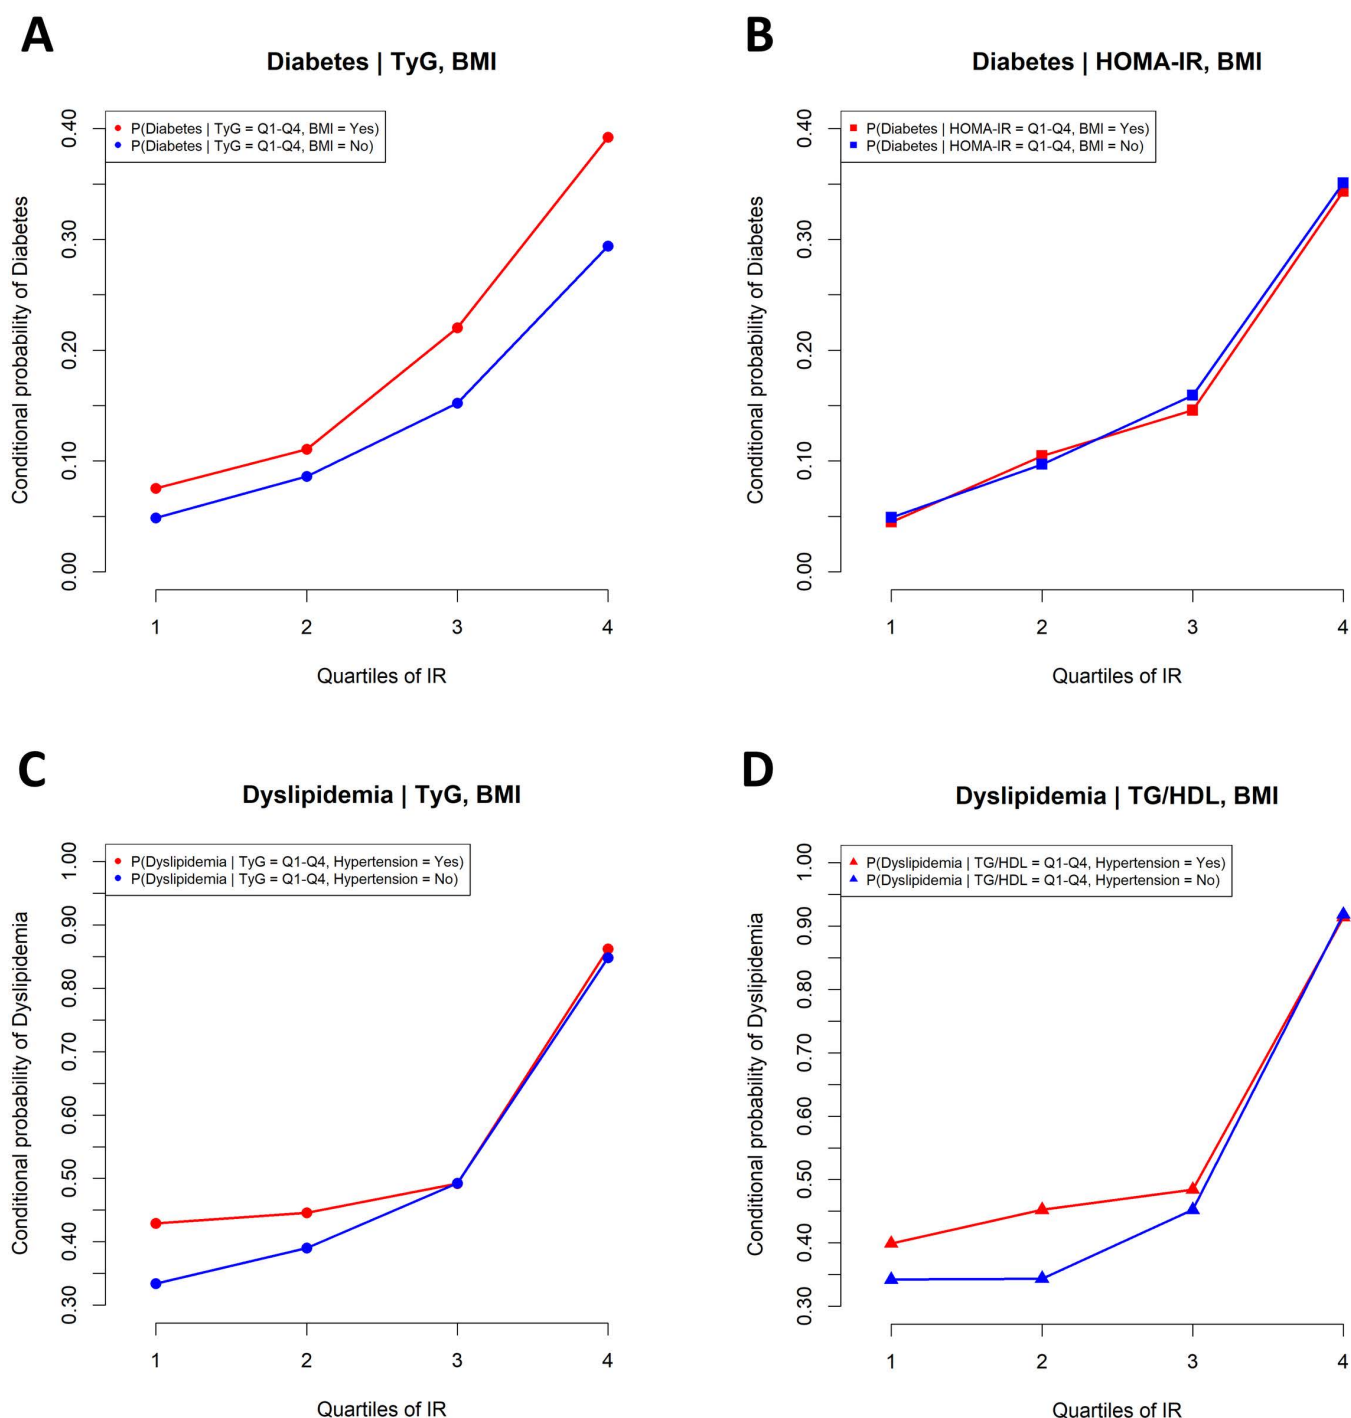 A
Diabetes | TyG, BMI
P(Diabetes | TyG = Q1-Q4, BMI = Yes)
P(Diabetes | TyG = Q1-Q4, BMI = No)
Conditional probability of Diabetes
0.40
0.30
0.20
0.10
0.00
1 2 3 4
Quartiles of IR
B
Diabetes | HOMA-IR, BMI
P(Diabetes | HOMA-IR = Q1-Q4, BMI = Yes)
P(Diabetes | HOMA-IR = Q1-Q4, BMI = No)
Conditional probability of Diabetes
0.40
0.30
0.20
0.10
0.00
1 2 3 4
Quartiles of IR
C
Dyslipidemia | TyG, BMI
P(Dyslipidemia | TyG = Q1-Q4, Hypertension = Yes)
P(Dyslipidemia | TyG = Q1-Q4, Hypertension = No)
Conditional probability of Dyslipidemia
1.00
0.90
0.80
0.70
0.60
0.50
0.40
0.30
1 2 3 4
Quartiles of IR
D
Dyslipidemia | TG/HDL, BMI
P(Dyslipidemia | TG/HDL = Q1-Q4, Hypertension = Yes)
P(Dyslipidemia | TG/HDL = Q1-Q4, Hypertension = No)
Conditional probability of Dyslipidemia
1.00
0.90
0.80
0.70
0.60
0.50
0.40
0.30
1 2 3 4
Quartiles of IR